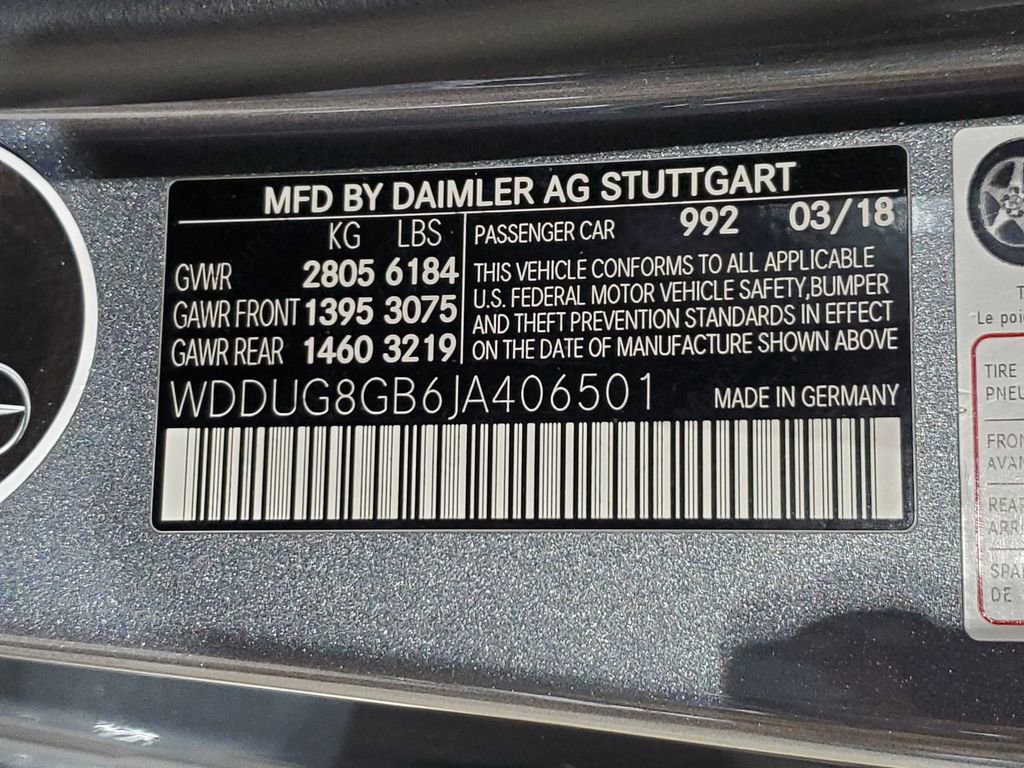 MFD BY DAIMLER AG STUTTGART
KG LBS
GVWR 2805 6184
GAWR FRONT 1395 3075
GAWR REAR 1460 3219
PASSENGER CAR 992 03/18
THIS VEHICLE CONFORMS TO ALL APPLICABLE
U.S. FEDERAL MOTOR VEHICLE SAFETY,BUMPER
AND THEFT PREVENTION STANDARDS IN EFFECT
ON THE DATE OF MANUFACTURE SHOWN ABOVE
WDDUG8GB6JA406501 MADE IN GERMANY
Le
TIRE